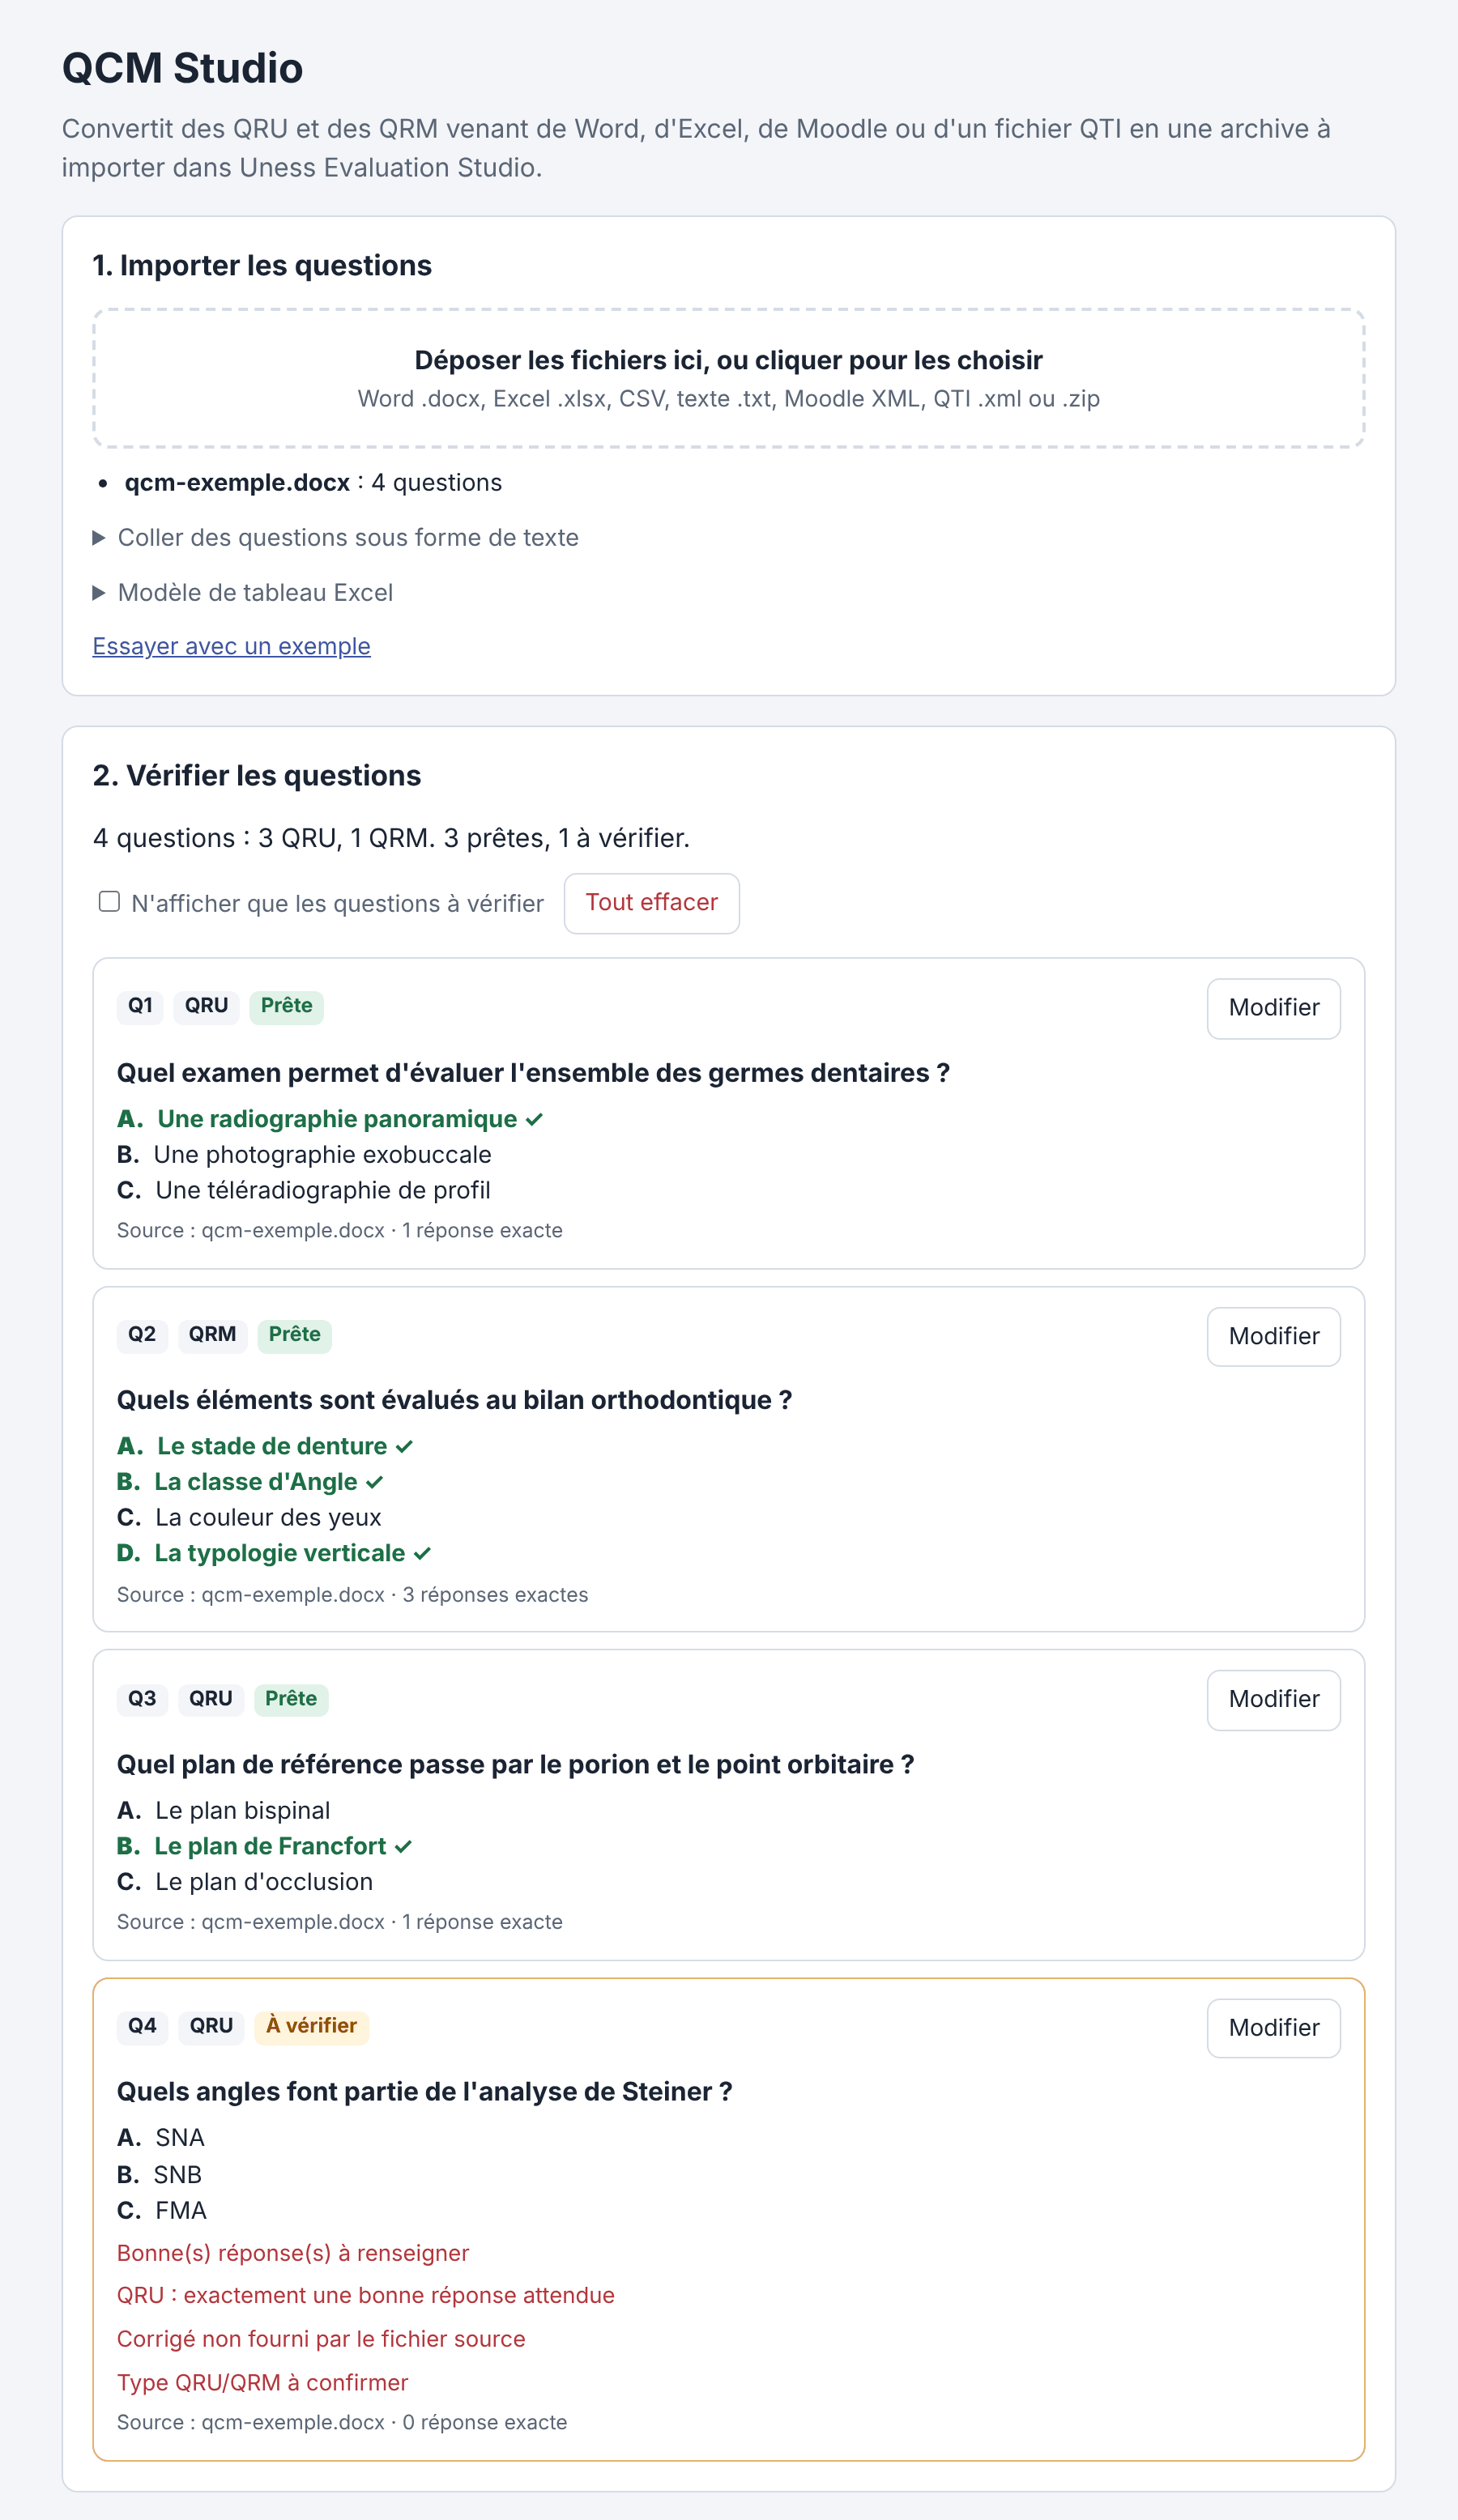 QCM Studio
Convertit des QRU et des QRM venant de Word, d'Excel, de Moodle ou d'un fichier QTI en une archive à
importer dans Uness Evaluation Studio.
1. Importer les questions
Déposer les fichiers ici, ou cliquer pour les choisir
Word .docx, Excel .xlsx, CSV, texte .txt, Moodle XML, QTI .xml ou .zip
• qcm-exemple.docx : 4 questions
▶ Coller des questions sous forme de texte
▶ Modèle de tableau Excel
Essayer avec un exemple
2. Vérifier les questions
4 questions : 3 QRU, 1 QRM. 3 prêtes, 1 à vérifier.
N'afficher que les questions à vérifier Tout effacer
Q1 QRU Prête Modifier
Quel examen permet d'évaluer l'ensemble des germes dentaires ?
A. Une radiographie panoramique ✓
B. Une photographie exobuccale
C. Une téléradiographie de profil
Source : qcm-exemple.docx · 1 réponse exacte
Q2 QRM Prête Modifier
Quels éléments sont évalués au bilan orthodontique ?
A. Le stade de denture ✓
B. La classe d'Angle ✓
C. La couleur des yeux
D. La typologie verticale ✓
Source : qcm-exemple.docx · 3 réponses exactes
Q3 QRU Prête Modifier
Quel plan de référence passe par le porion et le point orbitaire ?
A. Le plan bispinal
B. Le plan de Francfort ✓
C. Le plan d'occlusion
Source : qcm-exemple.docx · 1 réponse exacte
Q4 QRU À vérifier Modifier
Quels angles font partie de l'analyse de Steiner ?
A. SNA
B. SNB
C. FMA
Bonne(s) réponse(s) à renseigner
QRU : exactement une bonne réponse attendue
Corrigé non fourni par le fichier source
Type QRU/QRM à confirmer
Source : qcm-exemple.docx · 0 réponse exacte